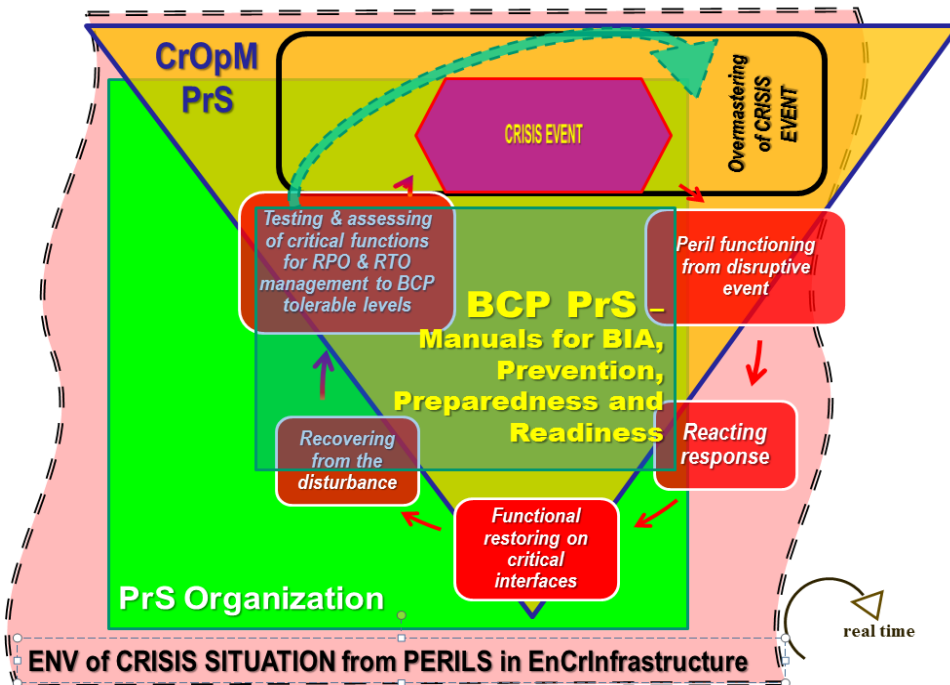 CrOpM
PrS
CRISIS EVENT
Overmastering
of CRISIS
EVENT
Testing & assessing
of critical functions
for RPO & RTO
management to BCP
tolerable levels
Peril functioning
from disruptive
event
BCP PrS –
Manuals for BIA,
Prevention,
Preparedness and
Readiness
Reacting
response
Recovering
from the
disturbance
Functional
restoring on
critical
interfaces
PrS Organization
real time
ENV of CRISIS SITUATION from PERILS in EnCrInfrastructure